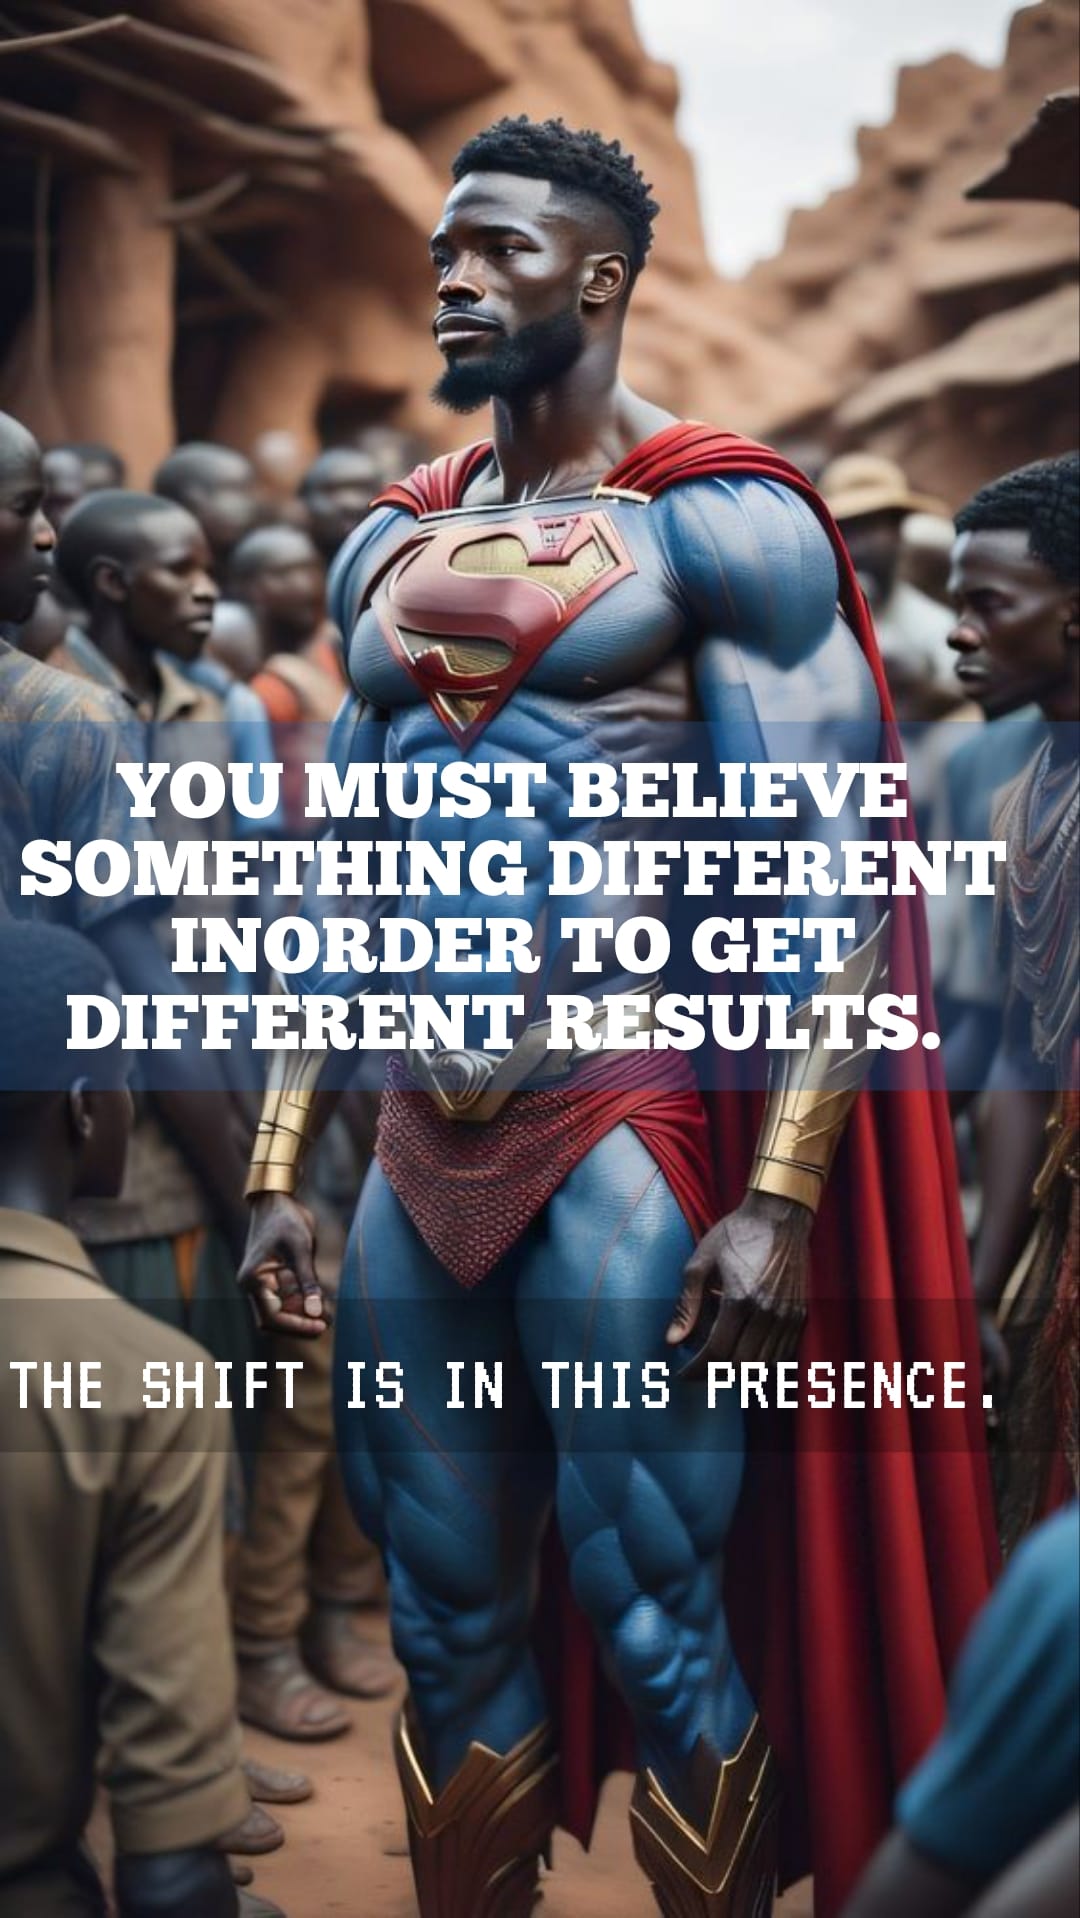 YOU MUST BELIEVE
SOMETHING DIFFERENT
INORDER TO GET
DIFFERENT RESULTS.
THE SHIFT IS IN THIS PRESENCE.